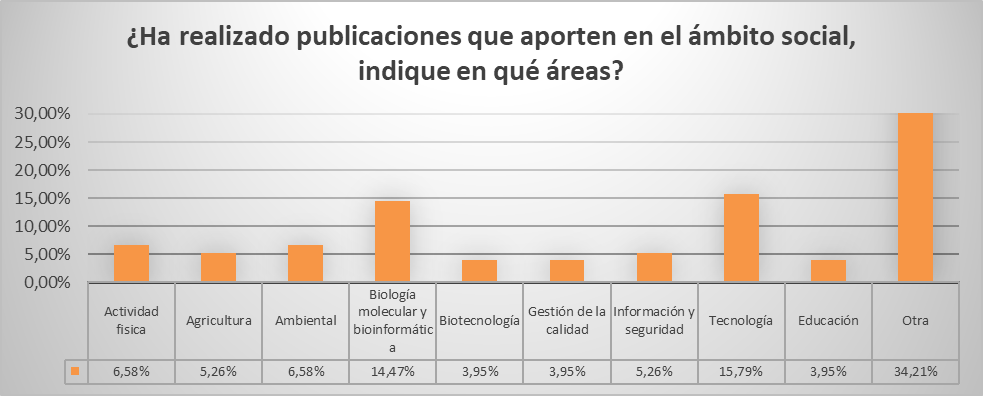 ¿Ha realizado publicaciones que aporten en el ámbito social,
indique en qué áreas?
30,00%
25,00%
20,00%
15,00%
10,00%
5,00%
0,00%
Actividad
fisica
Agricultura
Ambiental
Biología
molecular y
bioinformátic
a
Biotecnología
Gestión de la
calidad
Información y
seguridad
Tecnología
Educación
Otra
6,58% 5,26% 6,58% 14,47% 3,95% 3,95% 5,26% 15,79% 3,95% 34,21%